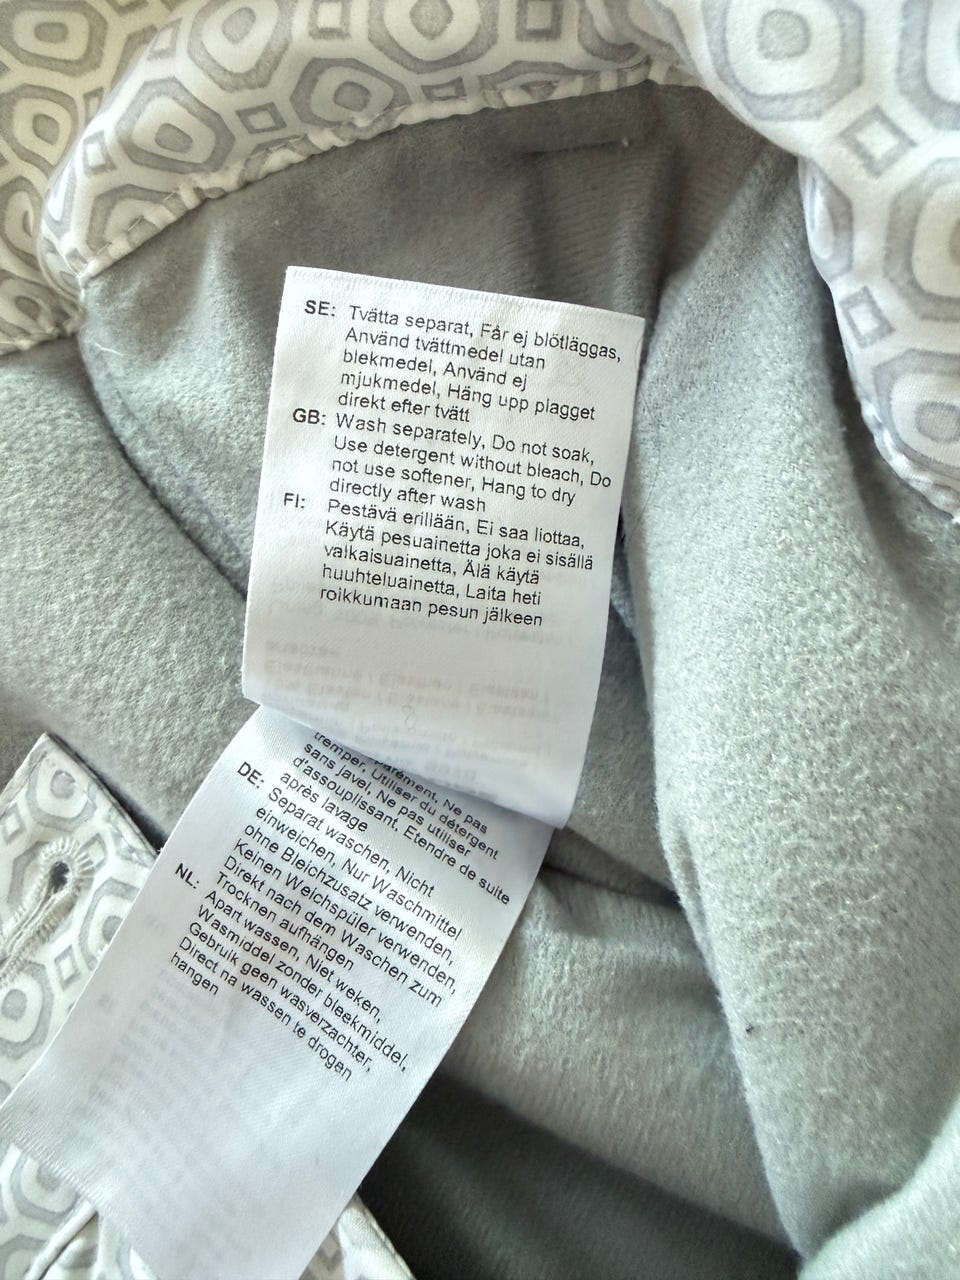 SE: Tvätta separat, Får ej blötläggas,
Använd tvättmedel utan
blekmedel, Använd ej
mjukmedel, Häng upp plagget
direkt efter tvätt
GB: Wash separately, Do not soak,
Use detergent without bleach, Do
not use softener, Hang to dry
directly after wash
FI: Pestävä erillään, Ei saa liottaa,
Käytä pesuainetta joka ei sisällä
valkaisuainetta, Älä käytä
huuhteluainetta, Laita heti
roikkumaan pesun jälkeen
Ne pas
tremper, Utiliser du détergent
sans javel, Ne pas utiliser
d'assouplissant, Etendre de suite
après lavage
DE: Separat waschen, Nicht
einweichen, Nur Waschmittel
ohne Bleichzusatz verwenden,
Keinen Weichspüler verwenden,
Direkt nach dem Waschen zum
Trocknen aufhängen
NL: Apart wassen, Niet weken,
Wasmiddel zonder bleekmiddel,
Gebruik geen wasverzachter,
Direct na wassen te drogen
hangen